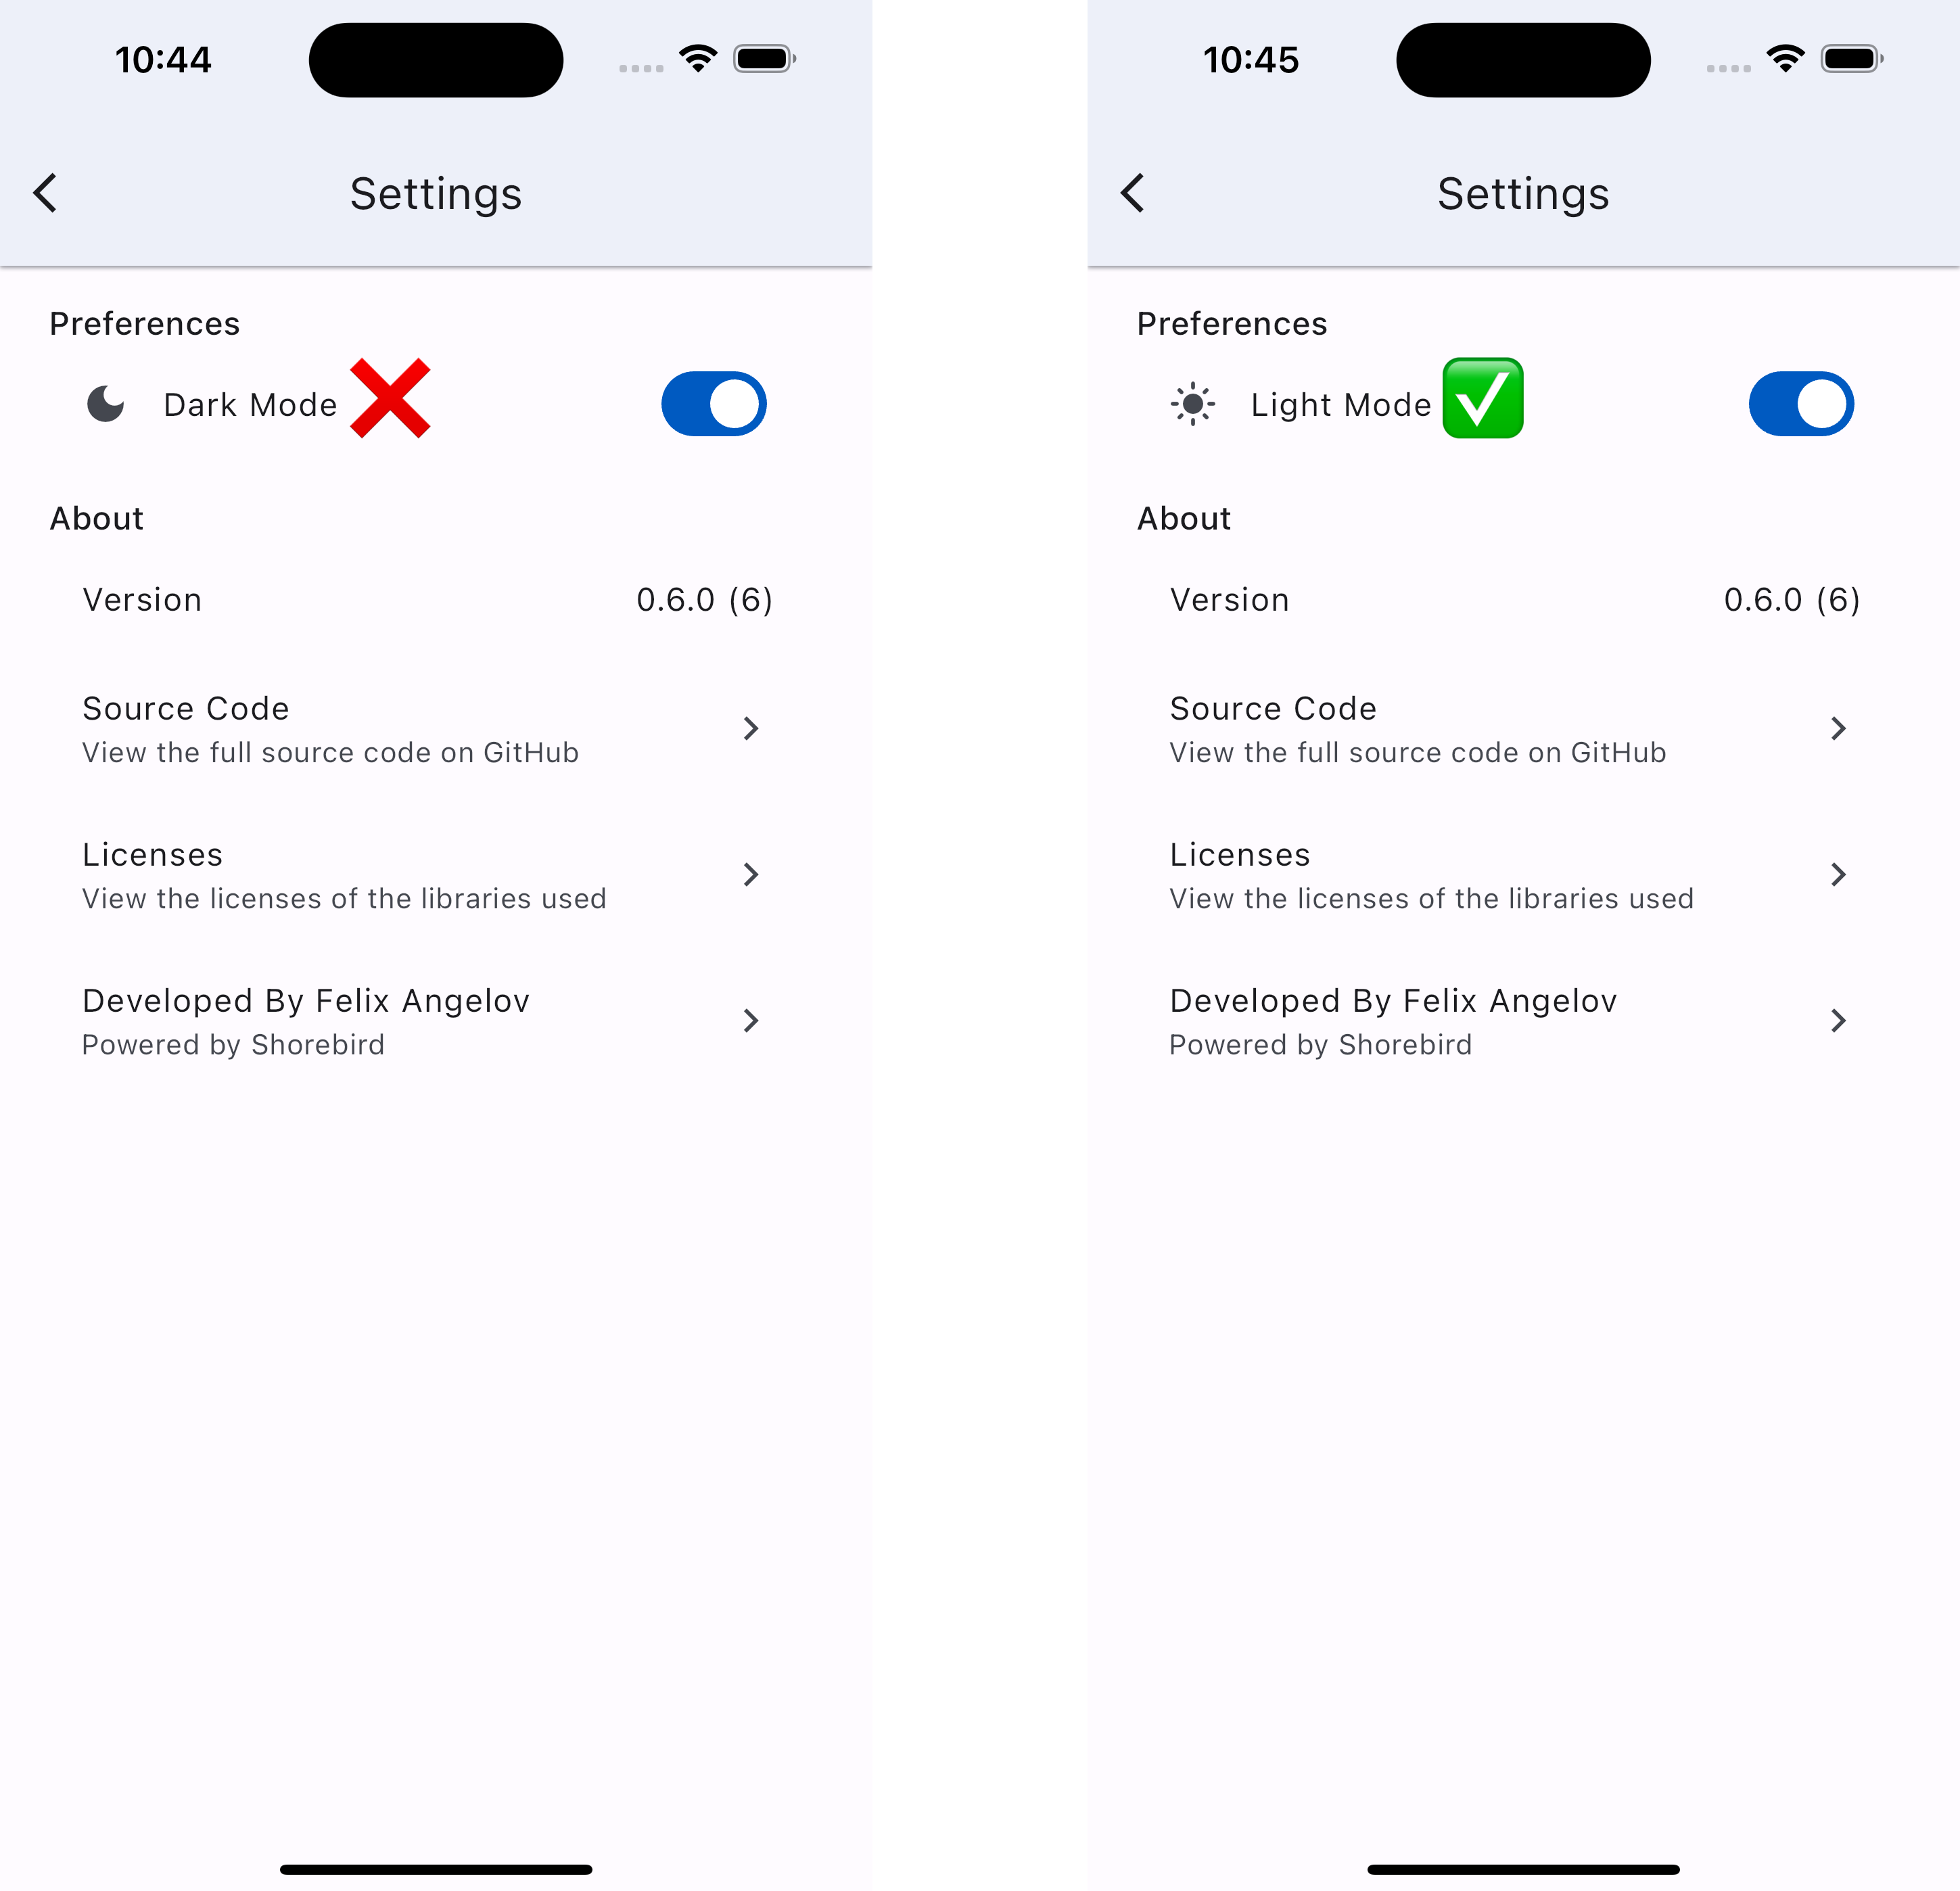 10:44
Settings
Preferences
Dark Mode ❌
About
Version 0.6.0 (6)
Source Code
View the full source code on GitHub
Licenses
View the licenses of the libraries used
Developed By Felix Angelov
Powered by Shorebird
10:45
Settings
Preferences
Light Mode ✅
About
Version 0.6.0 (6)
Source Code
View the full source code on GitHub
Licenses
View the licenses of the libraries used
Developed By Felix Angelov
Powered by Shorebird